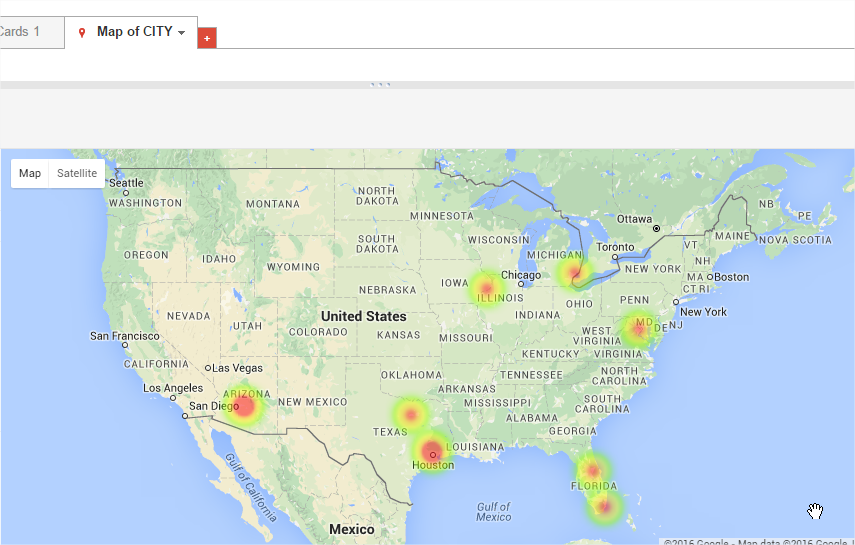 Cards 1
Map of CITY
+
Map
Satellite
Seattle
WASHINGTON
MONTANA
NORTH
DAKOTA
MINNESOTA
Ottawa
NB
PE
MAINE
NOVA SCOTIA
OREGON
IDAHO
SOUTH
DAKOTA
WISCONSIN
MICHIGAN
Toronto
VT
NH
WYOMING
Chicago
NEW YORK
MA
Boston
CT
RI
IOWA
ILLINOIS
NEBRASKA
OHIO
PENN
New York
NEVADA
United States
INDIANA
MD
DE
NJ
UTAH
COLORADO
KANSAS
MISSOURI
WEST
VIRGINIA
San Francisco
KENTUCKY
VIRGINIA
CALIFORNIA
Las Vegas
OKLAHOMA
TENNESSEE
NORTH
CAROLINA
Los Angeles
ARIZONA
NEW MEXICO
ARKANSAS
San Diego
MISSISSIPPI
SOUTH
CAROLINA
ALABAMA
TEXAS
GEORGIA
LOUISIANA
Houston
Gulf of
California
FLORIDA
Gulf of
Mexico
Mexico
©2016 Google - Map data ©2016 Google,